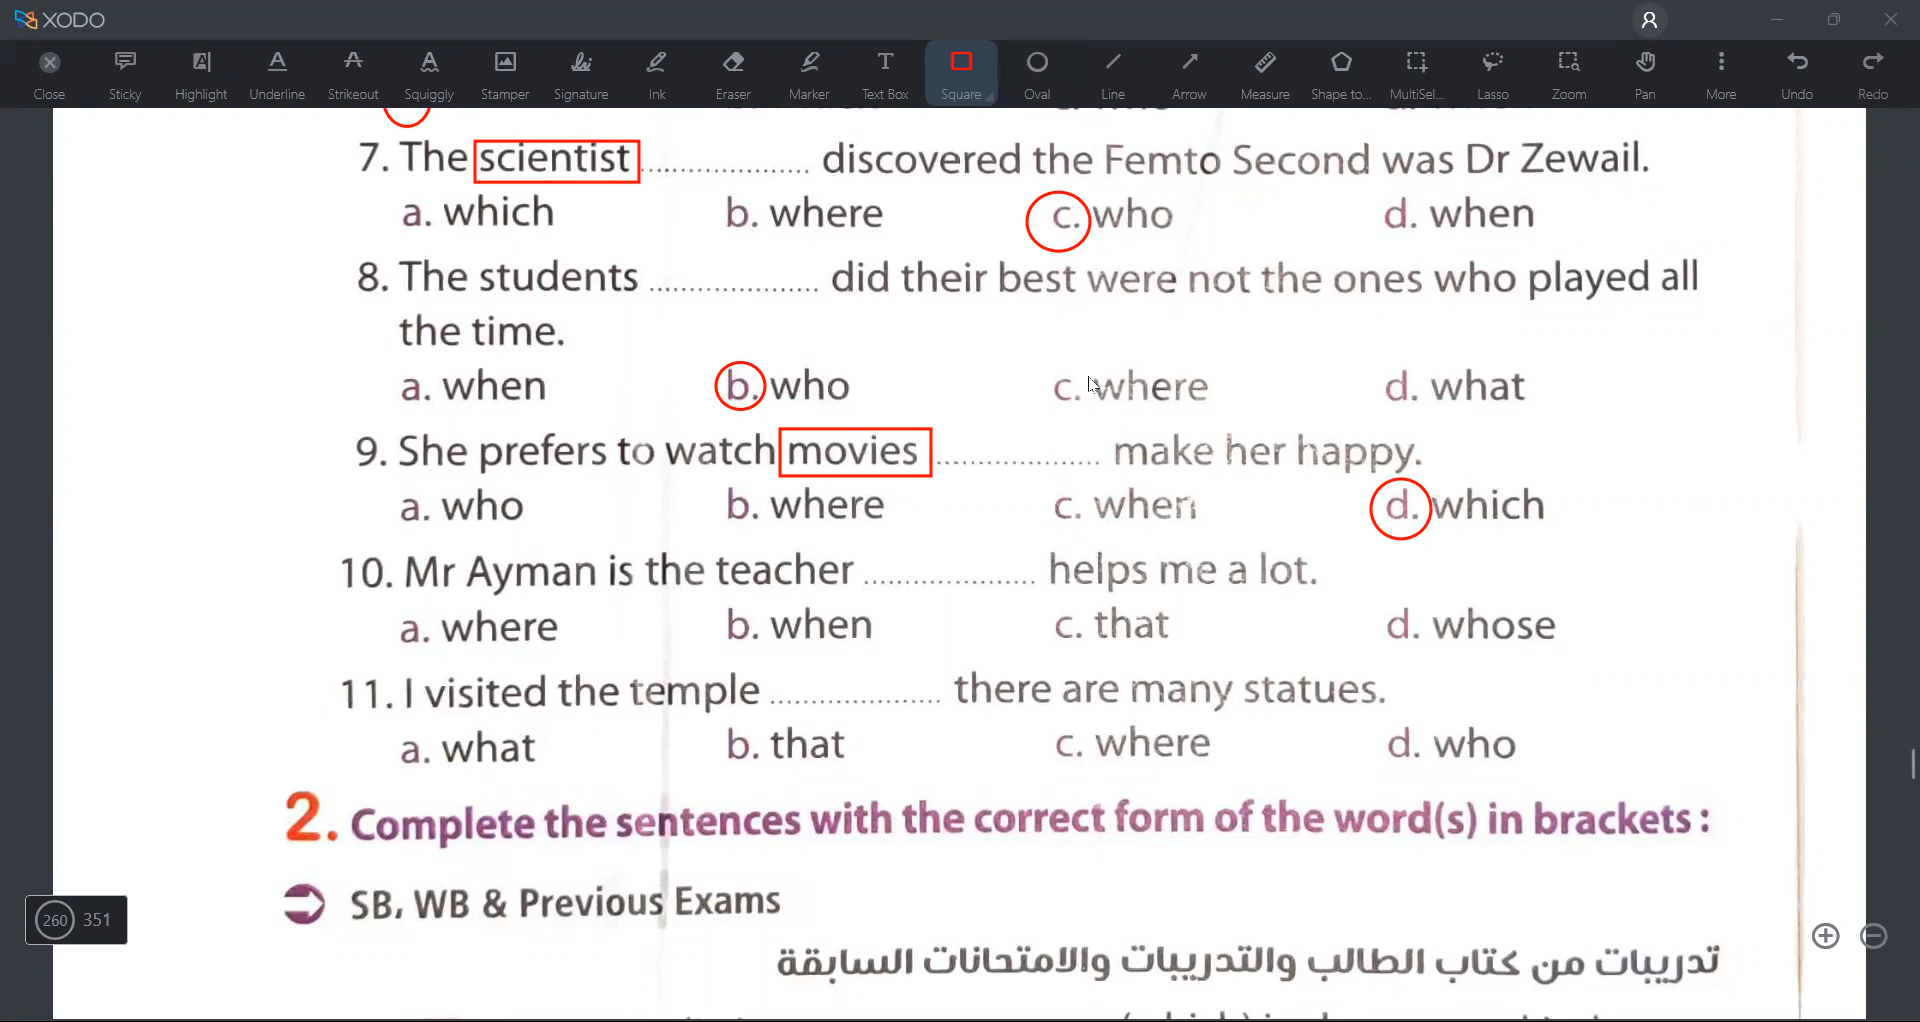 XODO
Close Sticky Highlight Underline Strikeout Squiggly Stamper Signature Ink Eraser Marker Text Box Square Oval Line Arrow Measure Shape to... MultiSel... Lasso Zoom Pan More Undo Redo
7. The scientist .................... discovered the Femto Second was Dr Zewail.
a. which b. where c. who d. when
8. The students .................... did their best were not the ones who played all
the time.
a. when b. who c. where d. what
9. She prefers to watch movies .................... make her happy.
a. who b. where c. when d. which
10. Mr Ayman is the teacher .................... helps me a lot.
a. where b. when c. that d. whose
11. I visited the temple .................... there are many statues.
a. what b. that c. where d. who
2. Complete the sentences with the correct form of the word(s) in brackets :
SB, WB & Previous Exams
تدريبات من كتاب الطالب والتدريبات والامتحانات السابقة
260 351